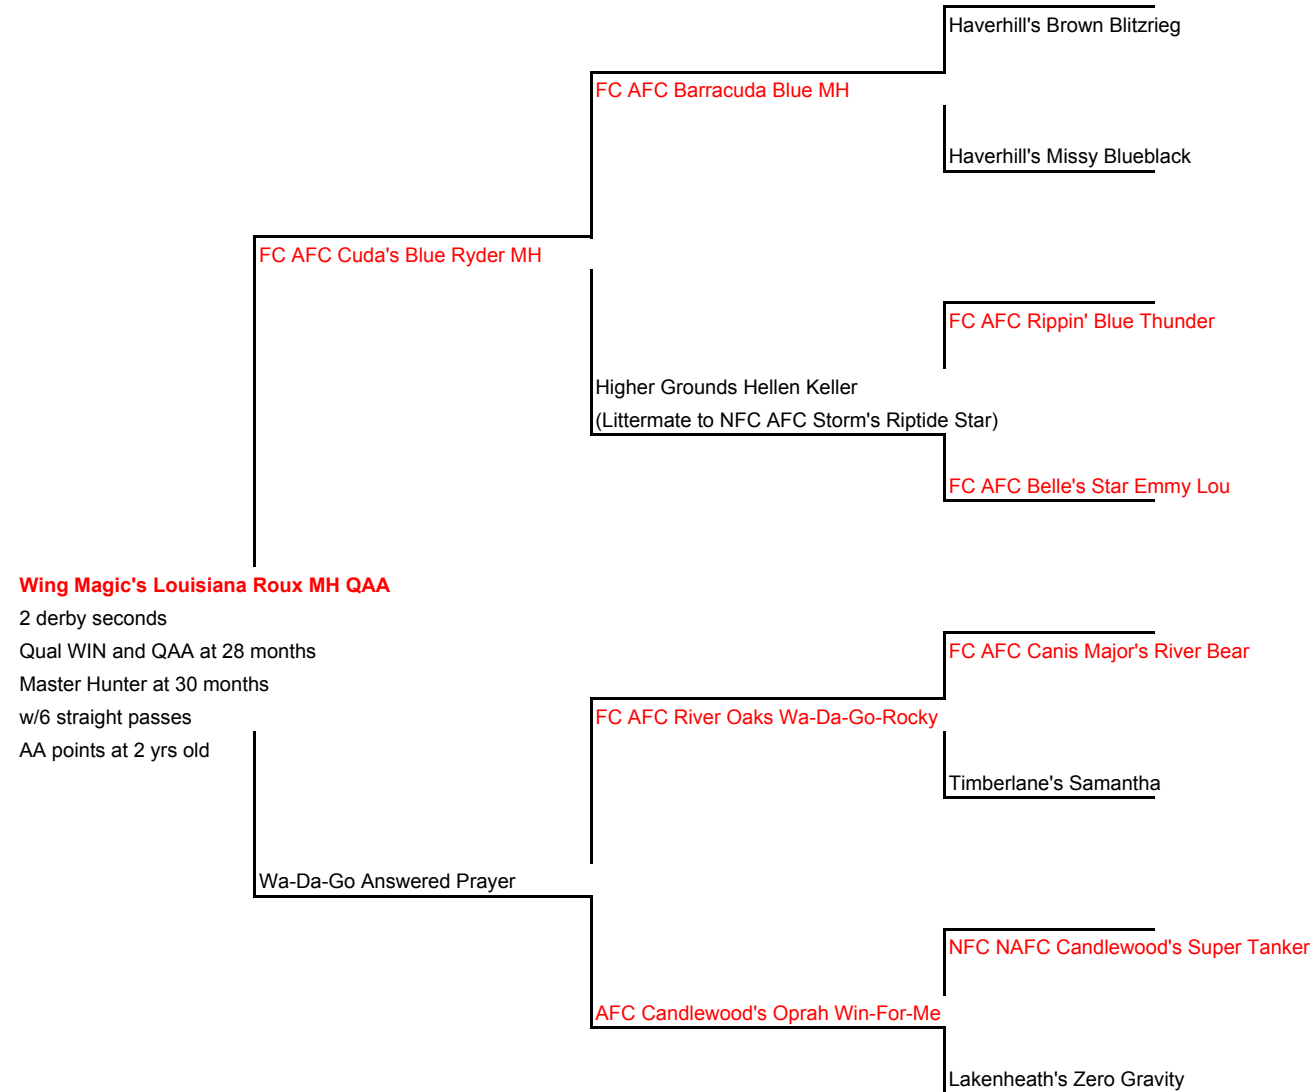 Haverhill's Brown Blitzrieg
FC AFC Barracuda Blue MH
Haverhill's Missy Blueblack
FC AFC Cuda's Blue Ryder MH
FC AFC Rippin' Blue Thunder
Higher Grounds Hellen Keller
(Littermate to NFC AFC Storm's Riptide Star)
FC AFC Belle's Star Emmy Lou
Wing Magic's Louisiana Roux MH QAA
2 derby seconds
Qual WIN and QAA at 28 months
Master Hunter at 30 months
w/6 straight passes
AA points at 2 yrs old
FC AFC Canis Major's River Bear
FC AFC River Oaks Wa-Da-Go-Rocky
Timberlane's Samantha
Wa-Da-Go Answered Prayer
NFC NAFC Candlewood's Super Tanker
AFC Candlewood's Oprah Win-For-Me
Lakenheath's Zero Gravity